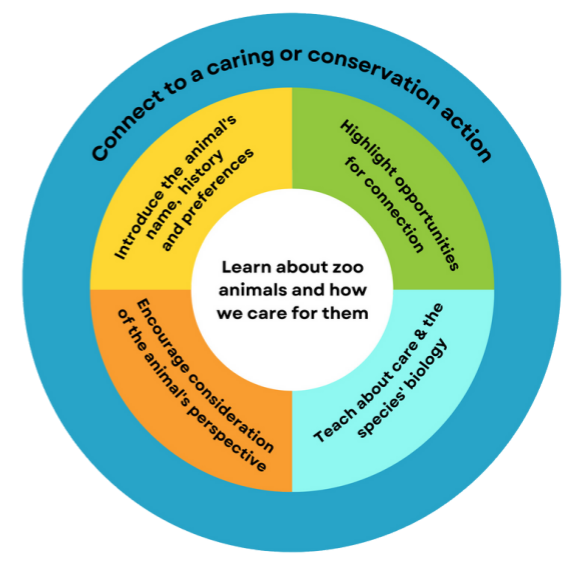 Connect to a caring or conservation action
Introduce the animal's
name, history
and preferences
Highlight opportunities
for connection
Learn about zoo
animals and how
we care for them
Encourage consideration
of the animal's perspective
Teach about care & the
species' biology